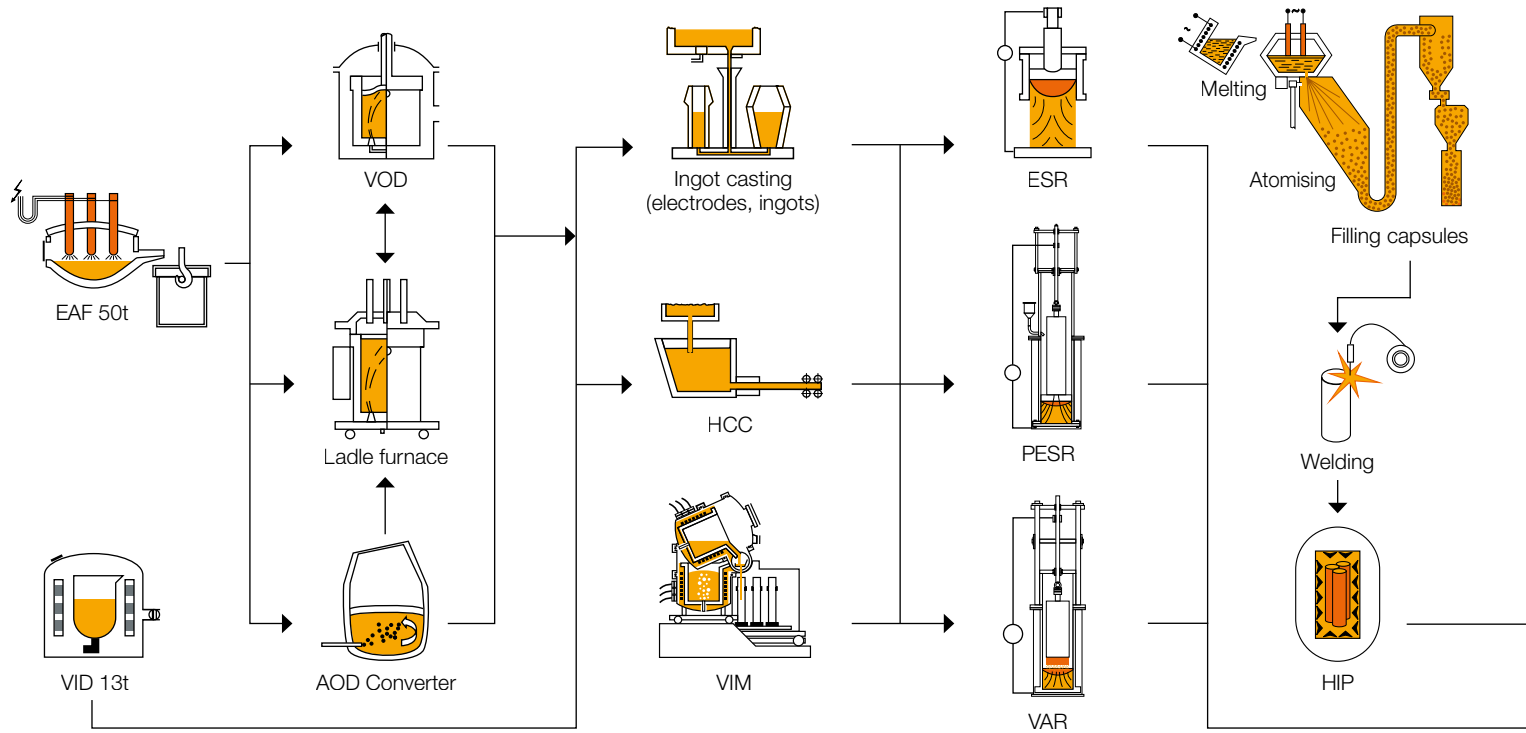 EAF 50t
VID 13t
VOD
Ladle furnace
AOD Converter
Ingot casting
(electrodes, ingots)
HCC
VIM
ESR
PESR
VAR
Melting
~
~
Atomising
Filling capsules
Welding
HIP